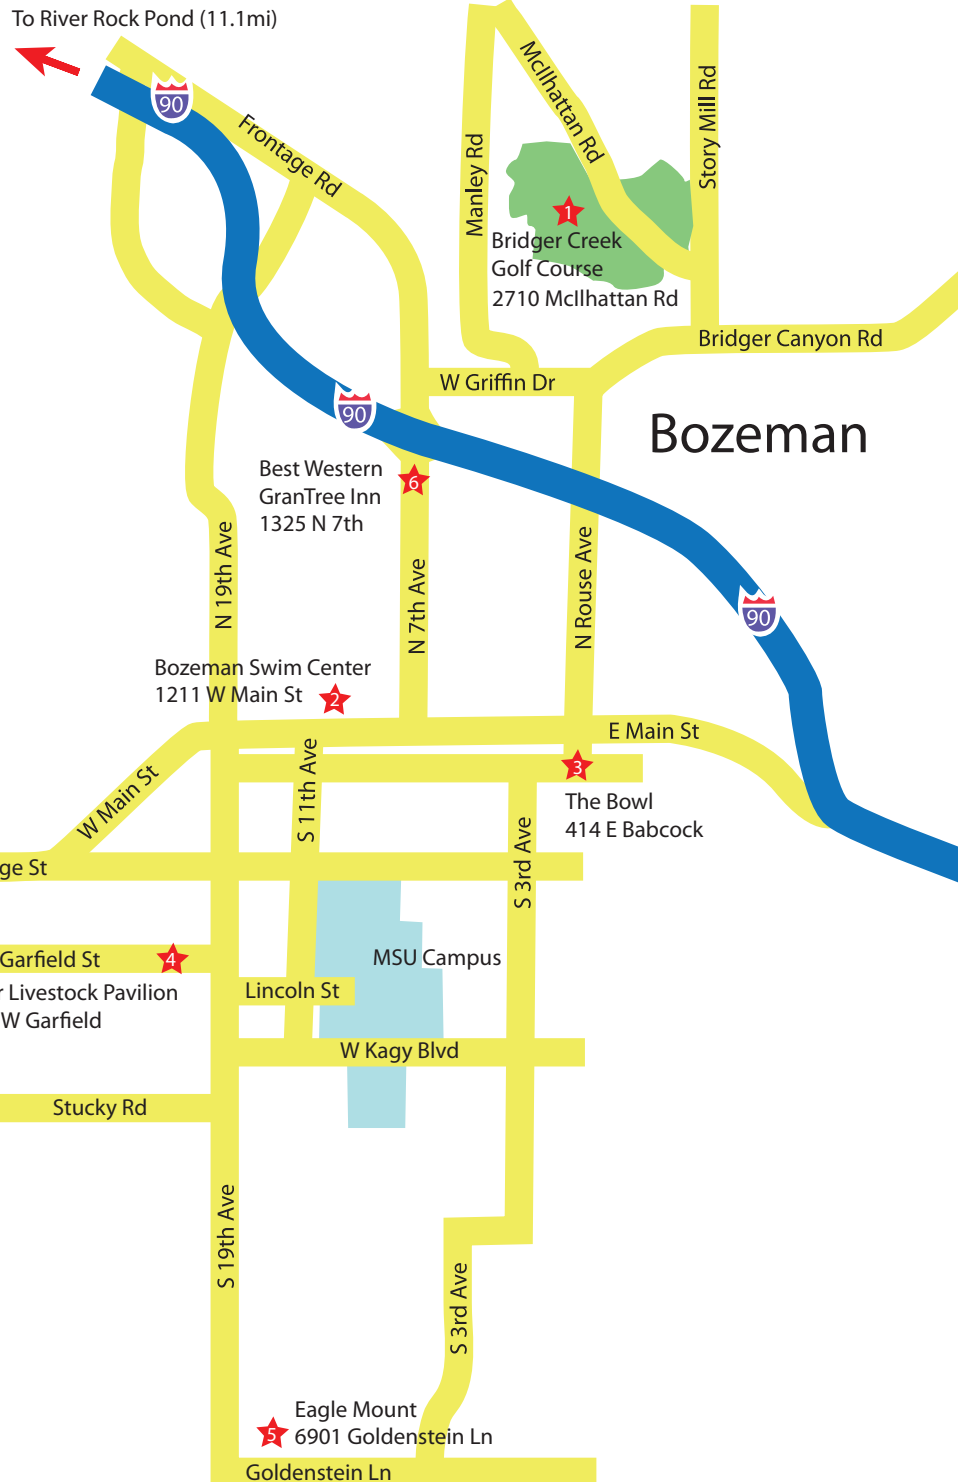 To River Rock Pond (11.1mi)
90
Frontage Rd
McIlhattan Rd
Story Mill Rd
Manley Rd
1
Bridger Creek
Golf Course
2710 McIlhattan Rd
Bridger Canyon Rd
W Griffin Dr
90
Bozeman
Best Western
GranTree Inn
1325 N 7th
6
N 19th Ave
N 7th Ave
N Rouse Ave
90
Bozeman Swim Center
1211 W Main St
2
E Main St
W Main St
S 11th Ave
3
The Bowl
414 E Babcock
S 3rd Ave
ge St
Garfield St
4
MSU Campus
r Livestock Pavilion
W Garfield
Lincoln St
W Kagy Blvd
Stucky Rd
S 19th Ave
S 3rd Ave
5
Eagle Mount
6901 Goldenstein Ln
Goldenstein Ln